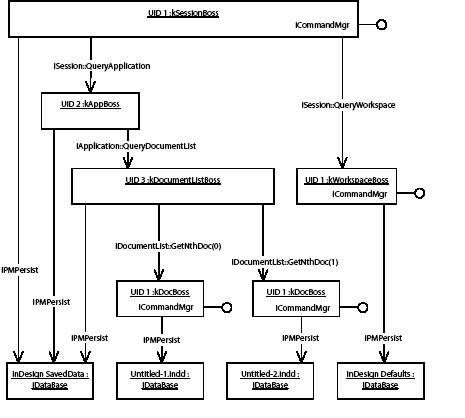 UID 1 :kSessionBoss
ICommandMgr
ISession::QueryApplication
UID 2 :kAppBoss
ISession::QueryWorkspace
IApplication::QueryDocumentList
UID 3 :kDocumentListBoss
UID 1 :kWorkspaceBoss
ICommandMgr
IDocumentList::GetNthDoc(0)
IDocumentList::GetNthDoc(1)
IPMPersist
UID 1 :kDocBoss
ICommandMgr
UID 1 :kDocBoss
ICommandMgr
IPMPersist
IPMPersist
IPMPersist
IPMPersist
IPMPersist
InDesign SavedData :
IDataBase
Untitled-1.indd :
IDataBase
Untitled-2.indd :
IDataBase
InDesign Defaults :
IDataBase